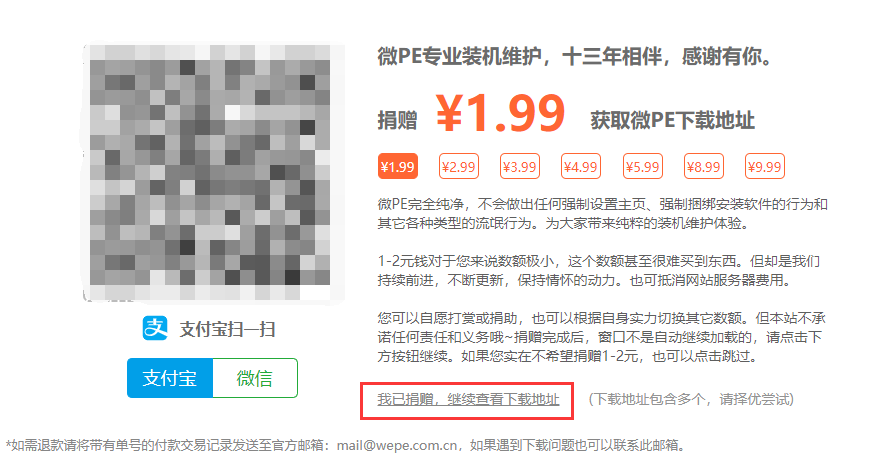 微PE专业装机维护，十三年相伴，感谢有你。
捐赠 ¥1.99 获取微PE下载地址
¥1.99 ¥2.99 ¥3.99 ¥4.99 ¥5.99 ¥8.99 ¥9.99
微PE完全纯净，不会做出任何强制设置主页、强制捆绑安装软件的行为和
其它各种类型的流氓行为。为大家带来纯粹的装机维护体验。
1-2元钱对于您来说数额极小，这个数额甚至很难买到东西。但却是我们
持续前进，不断更新，保持情怀的动力。也可抵消网站服务器费用。
您可以自愿打赏或捐助，也可以根据自身实力切换其它数额。但本站不承
诺任何责任和义务哦~捐赠完成后，窗口不是自动继续加载的，请点击下
方按钮继续。如果您实在不希望捐赠1-2元，也可以点击跳过。
支 支付宝扫一扫
支付宝 微信
我已捐赠，继续查看下载地址 （下载地址包含多个，请择优尝试)
*如需退款请将带有单号的付款交易记录发送至官方邮箱：mail@wepe.com.cn，如果遇到下载问题也可以联系此邮箱。